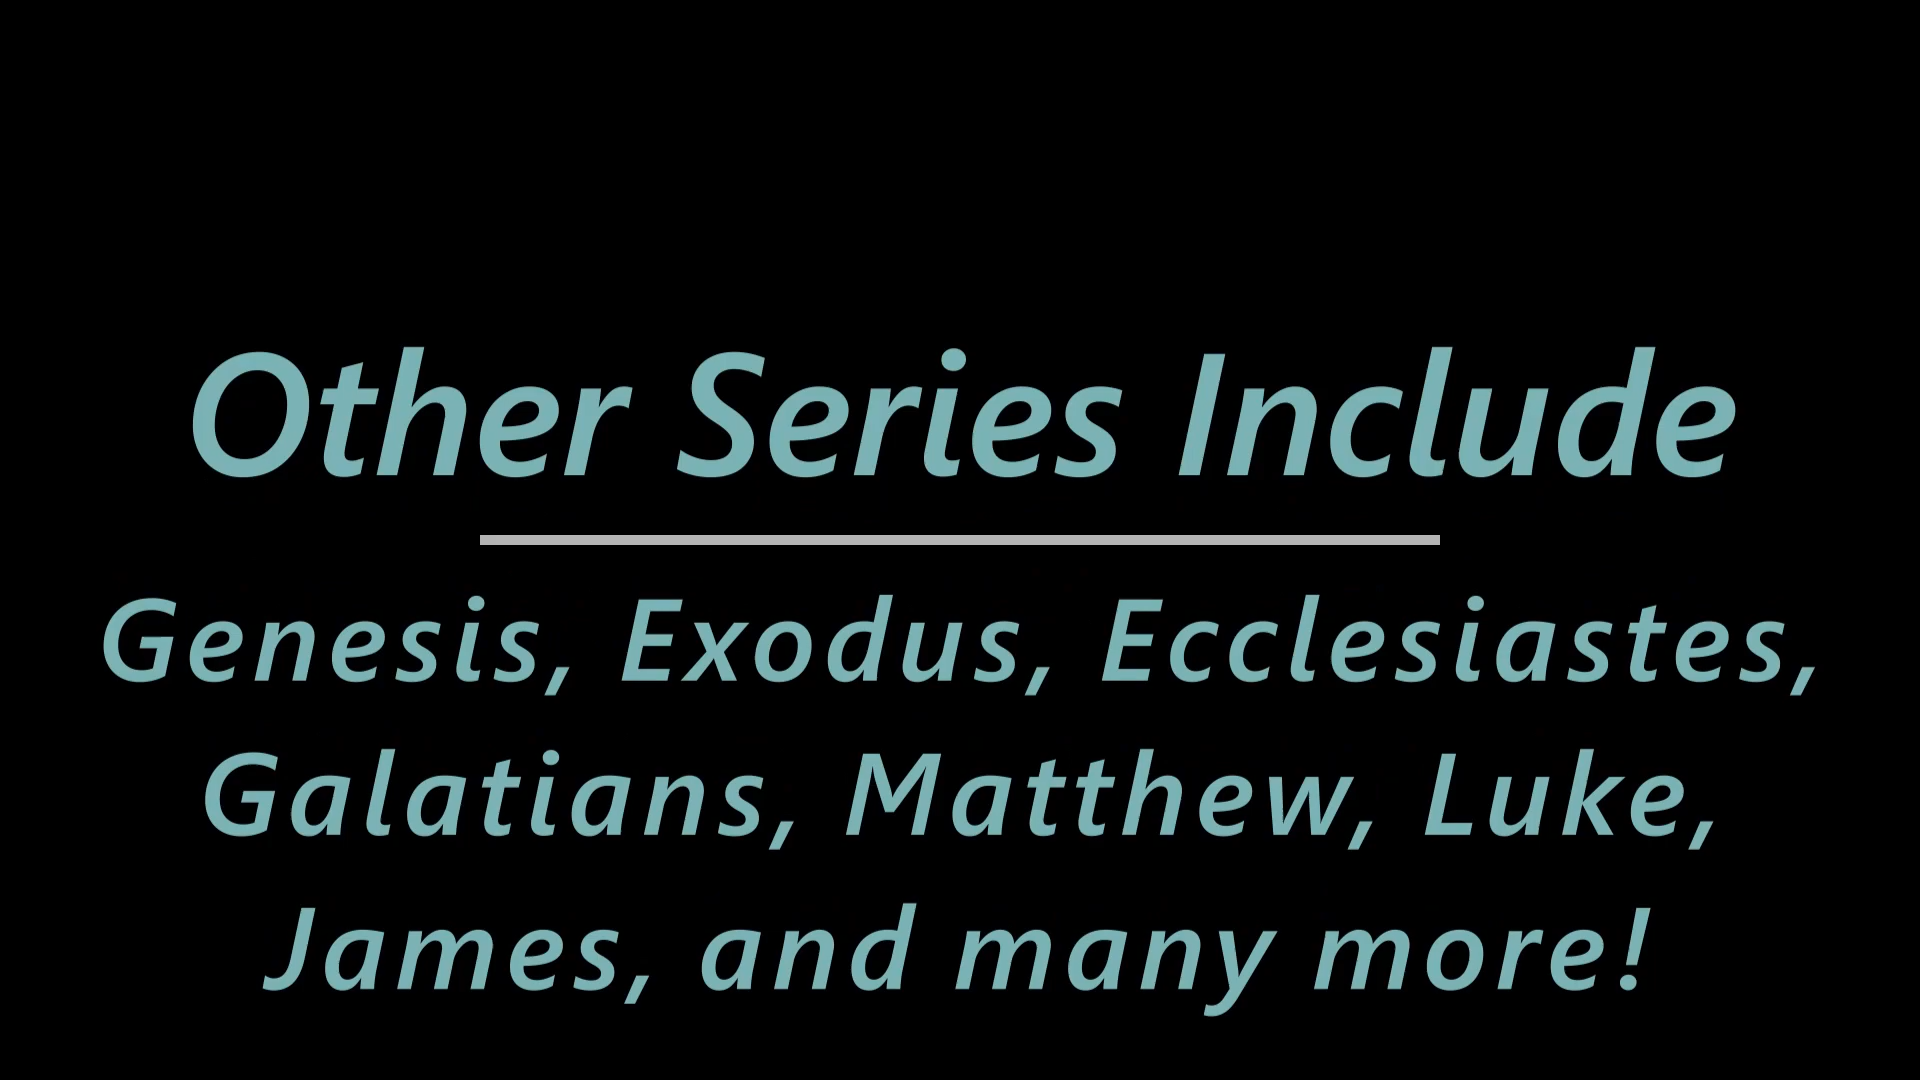 Other Series Include
Genesis, Exodus, Ecclesiastes,
Galatians, Matthew, Luke,
James, and many more!